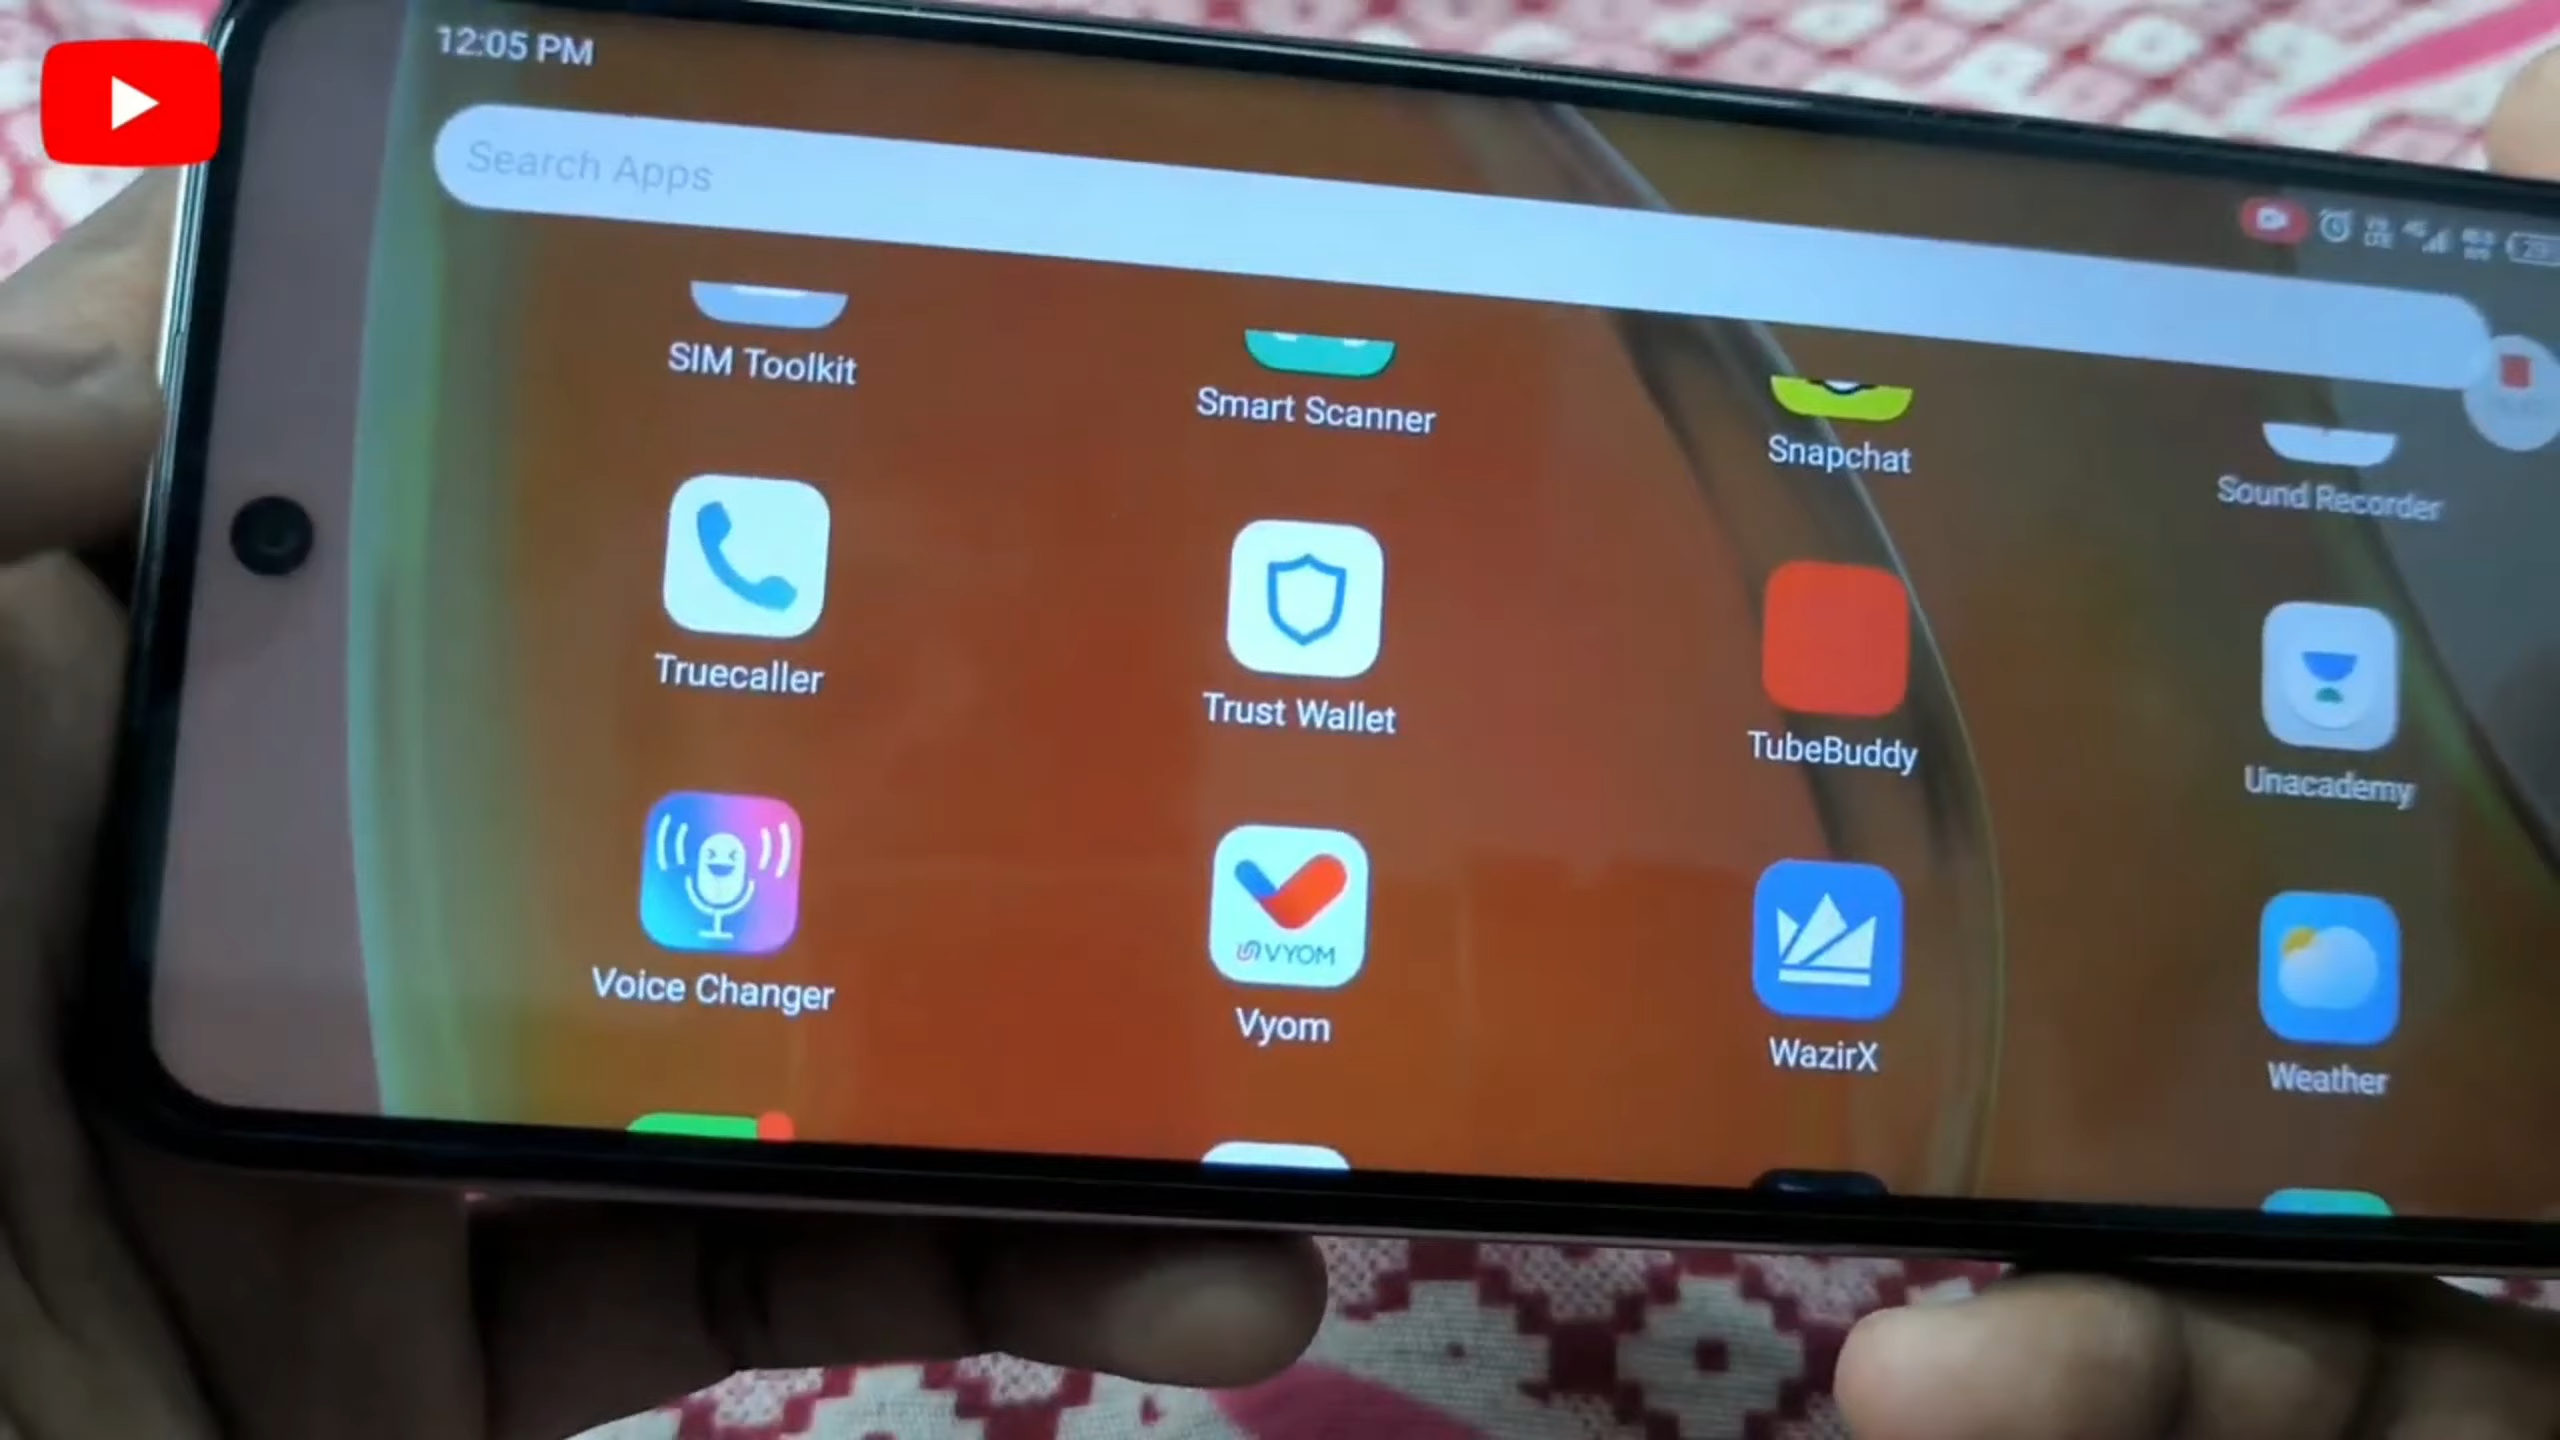 12:05 PM
Search Apps
SIM Toolkit
Smart Scanner
Snapchat
Sound Recorder
Truecaller
Trust Wallet
TubeBuddy
Unacademy
VYOM
Voice Changer
Vyom
WazirX
Weather